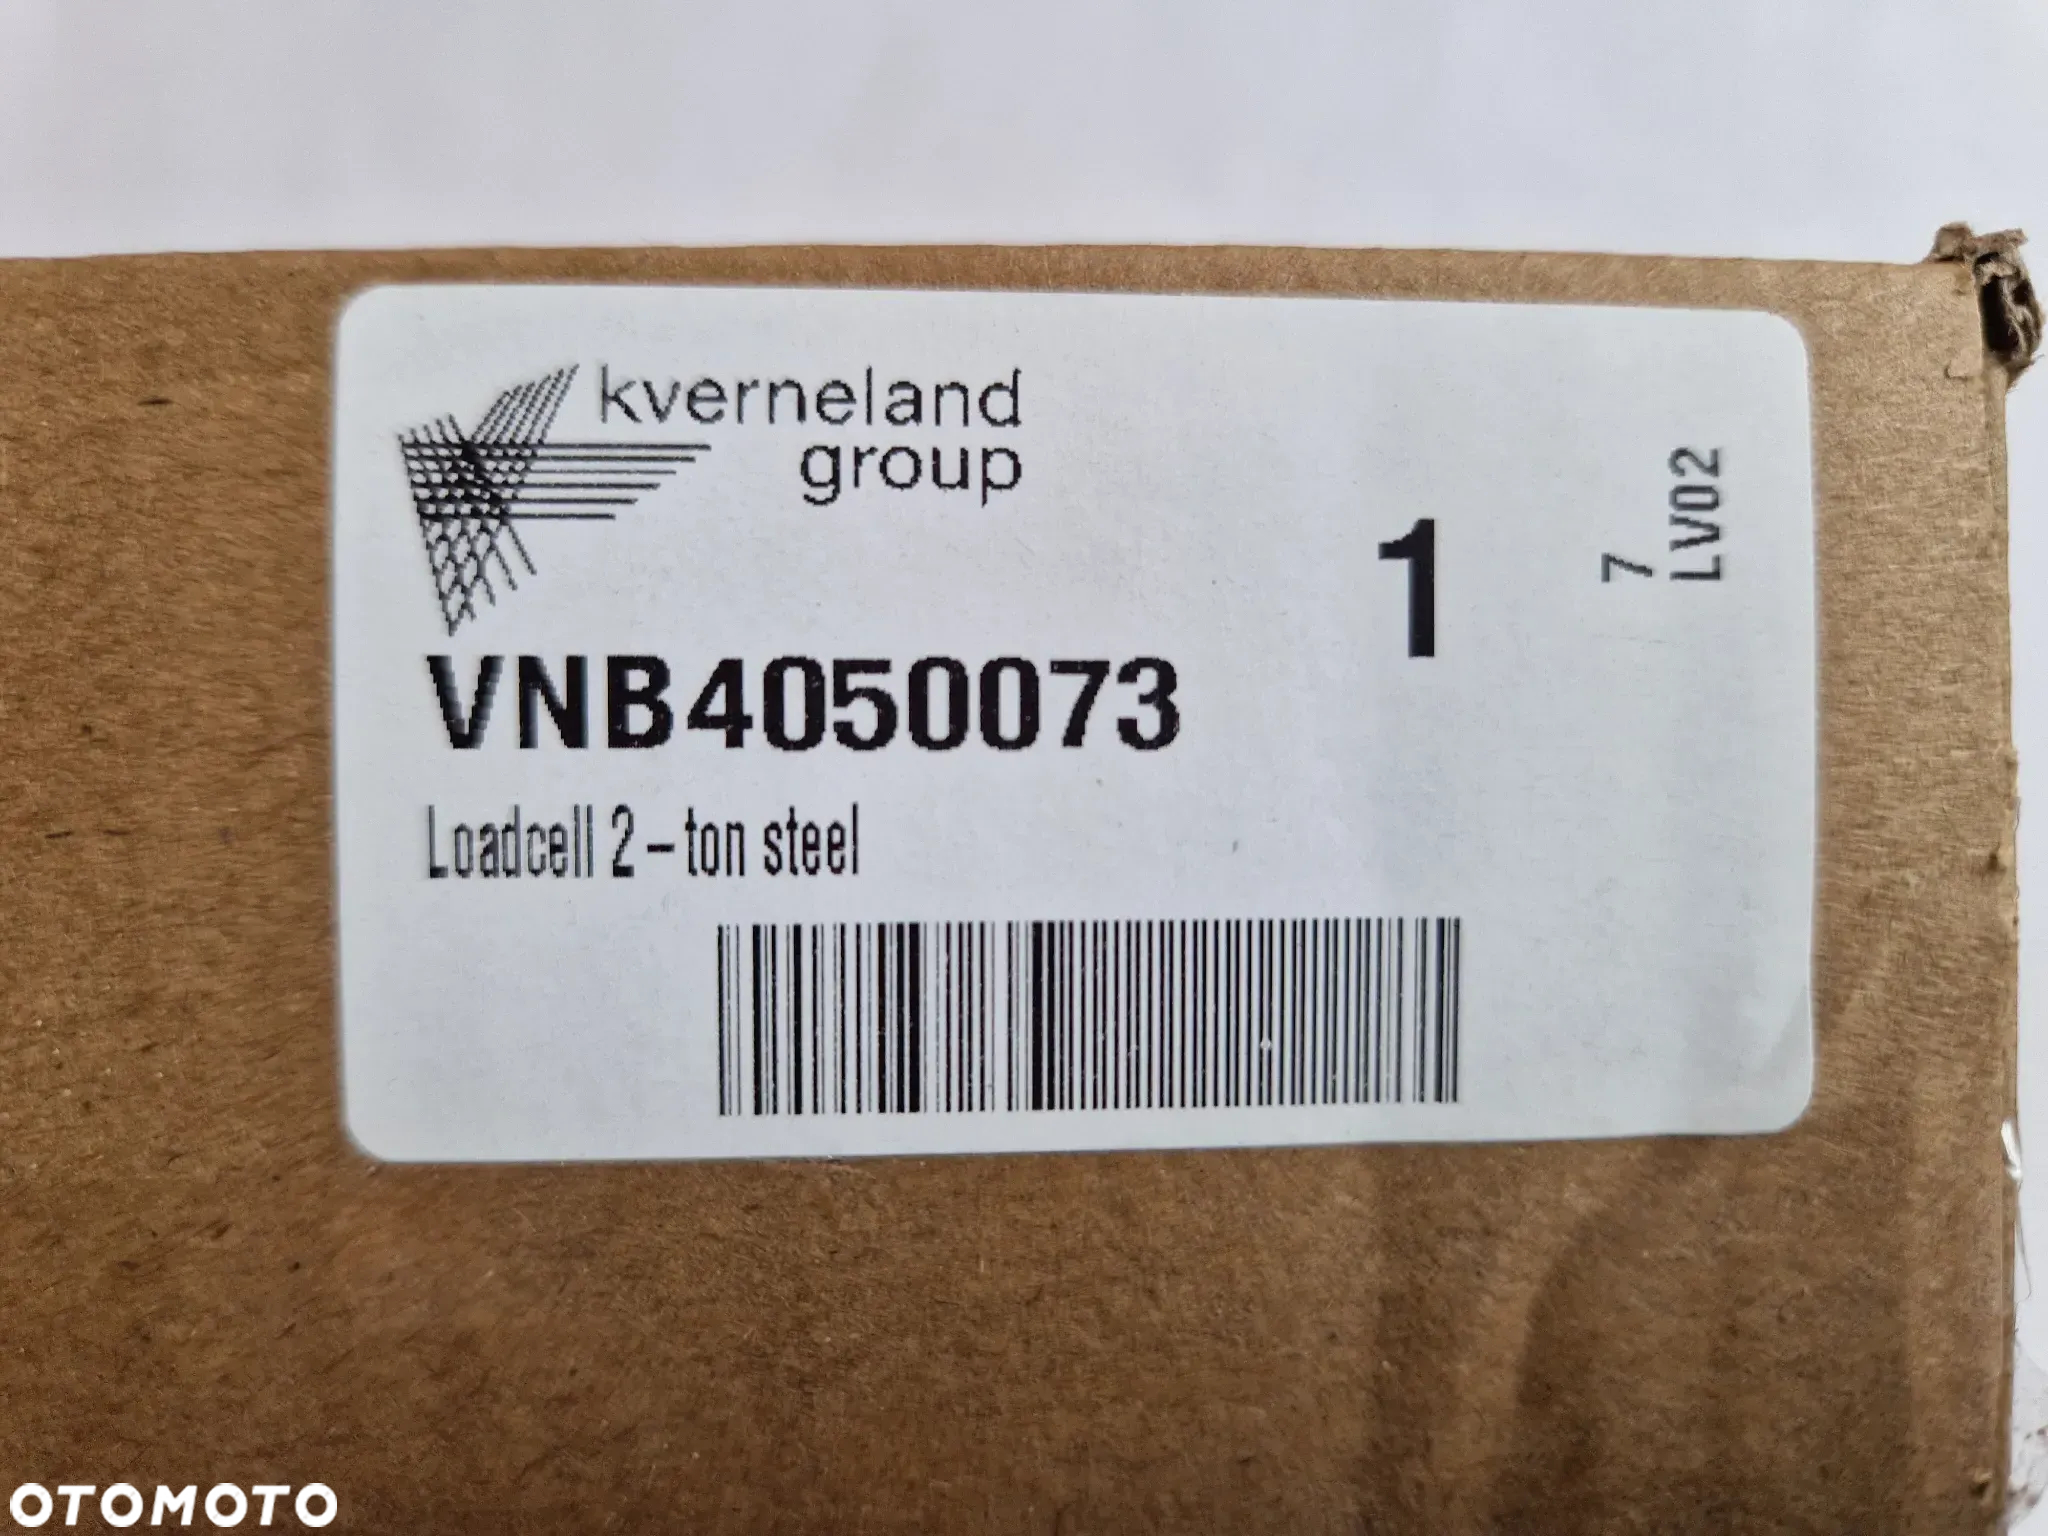 kverneland
group
1
7
LV02
VNB4050073
Loadcell 2-ton steel
OTOMOTO